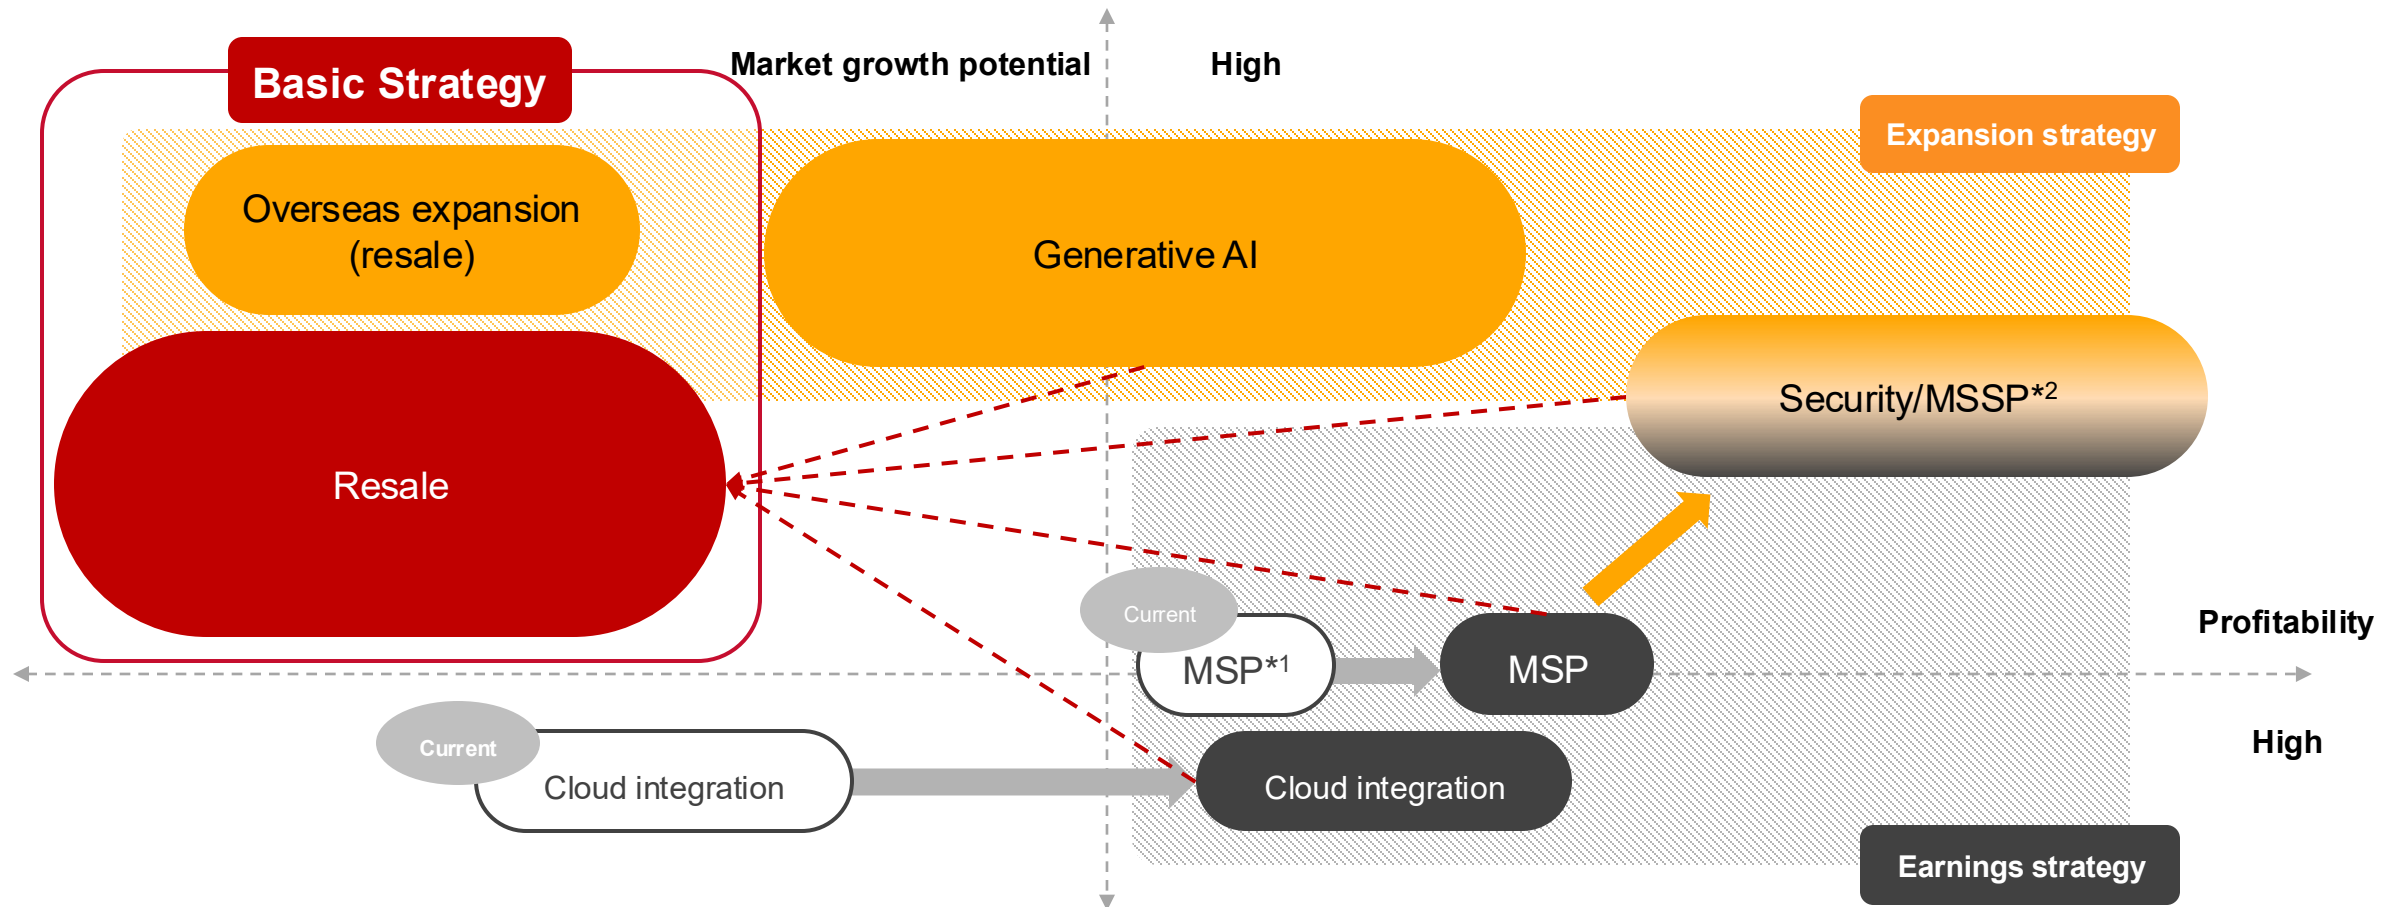 Market growth potential
High
Basic Strategy
Expansion strategy
Overseas expansion
(resale)
Generative AI
Security/MSSP*2
Resale
Current
MSP*1
MSP
Profitability
High
Current
Cloud integration
Cloud integration
Earnings strategy